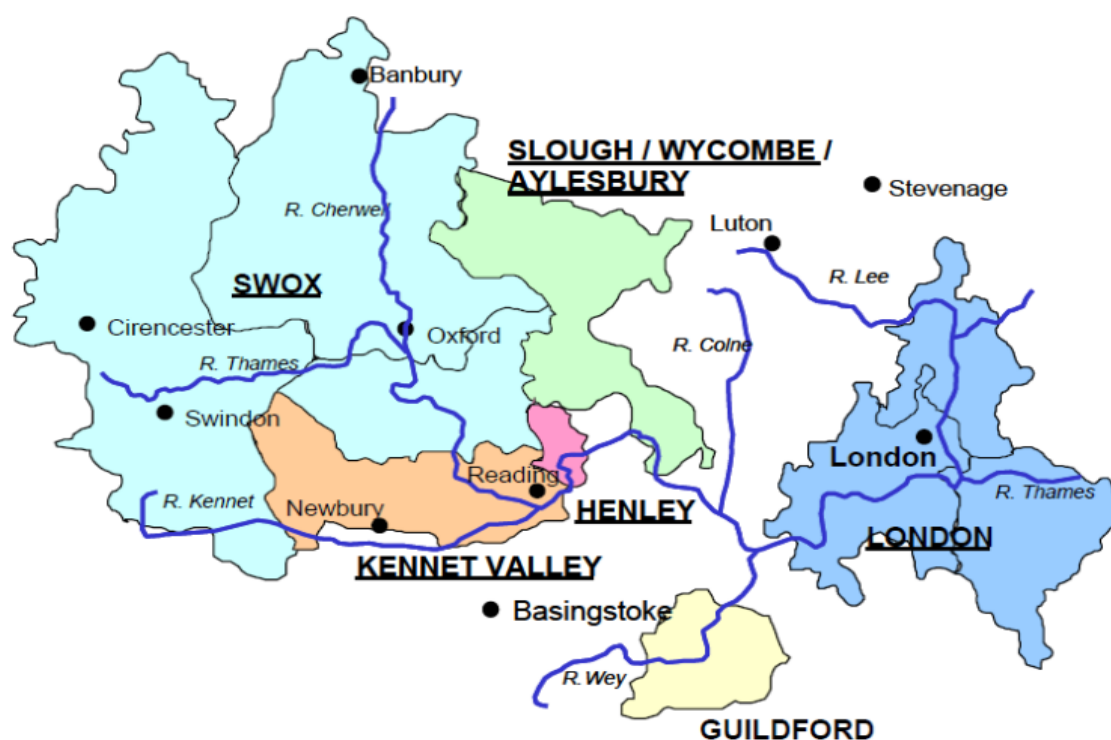 Banbury
SLOUGH / WYCOMBE /
AYLESBURY
Stevenage
R. Cherwell
Luton
R. Lee
SWOX
Cirencester
Oxford
R. Thames
R. Colne
Swindon
London
Reading
R. Kennet
Newbury
HENLEY
R. Thames
LONDON
KENNET VALLEY
Basingstoke
R. Wey
GUILDFORD